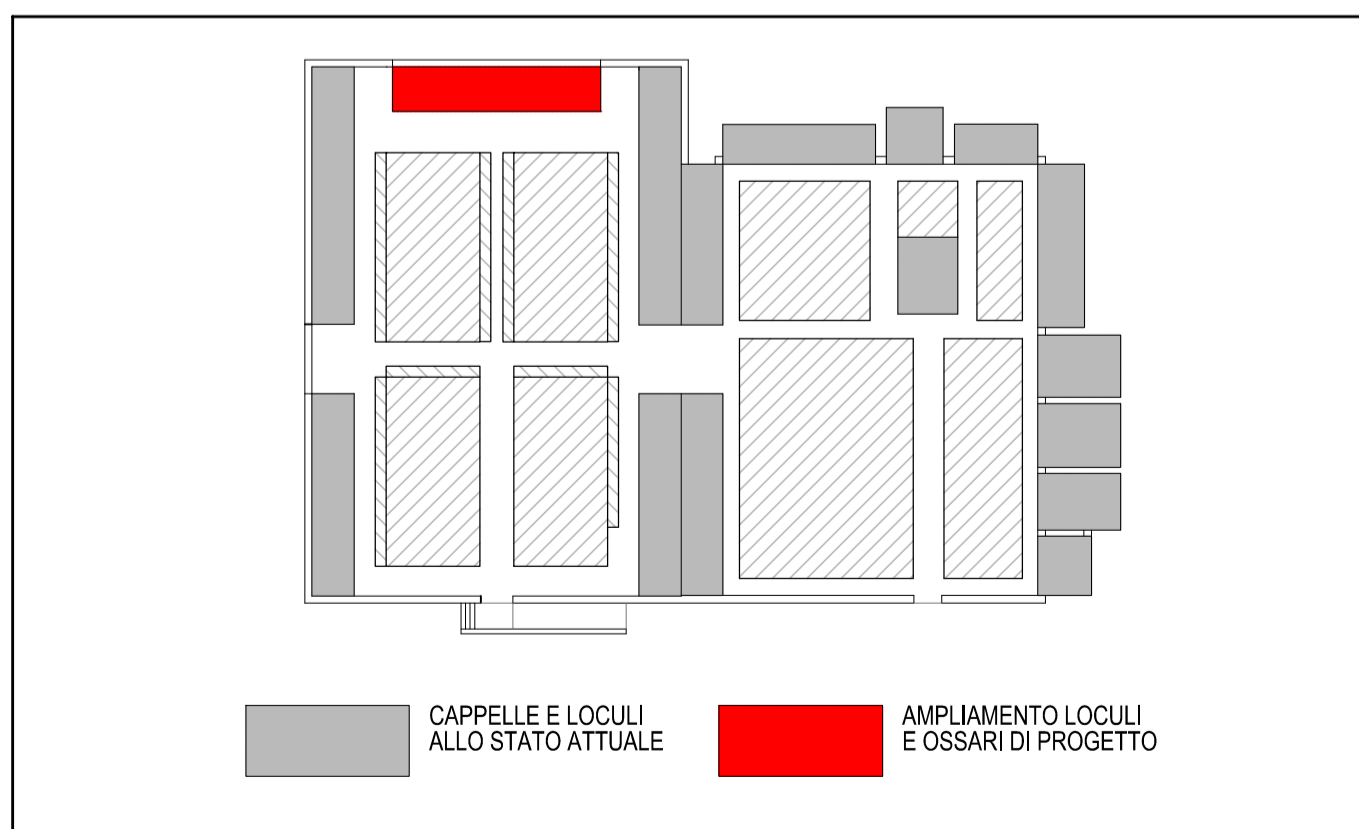 CAPPELLE E LOCULI
ALLO STATO ATTUALE
AMPLIAMENTO LOCULI
E OSSARI DI PROGETTO